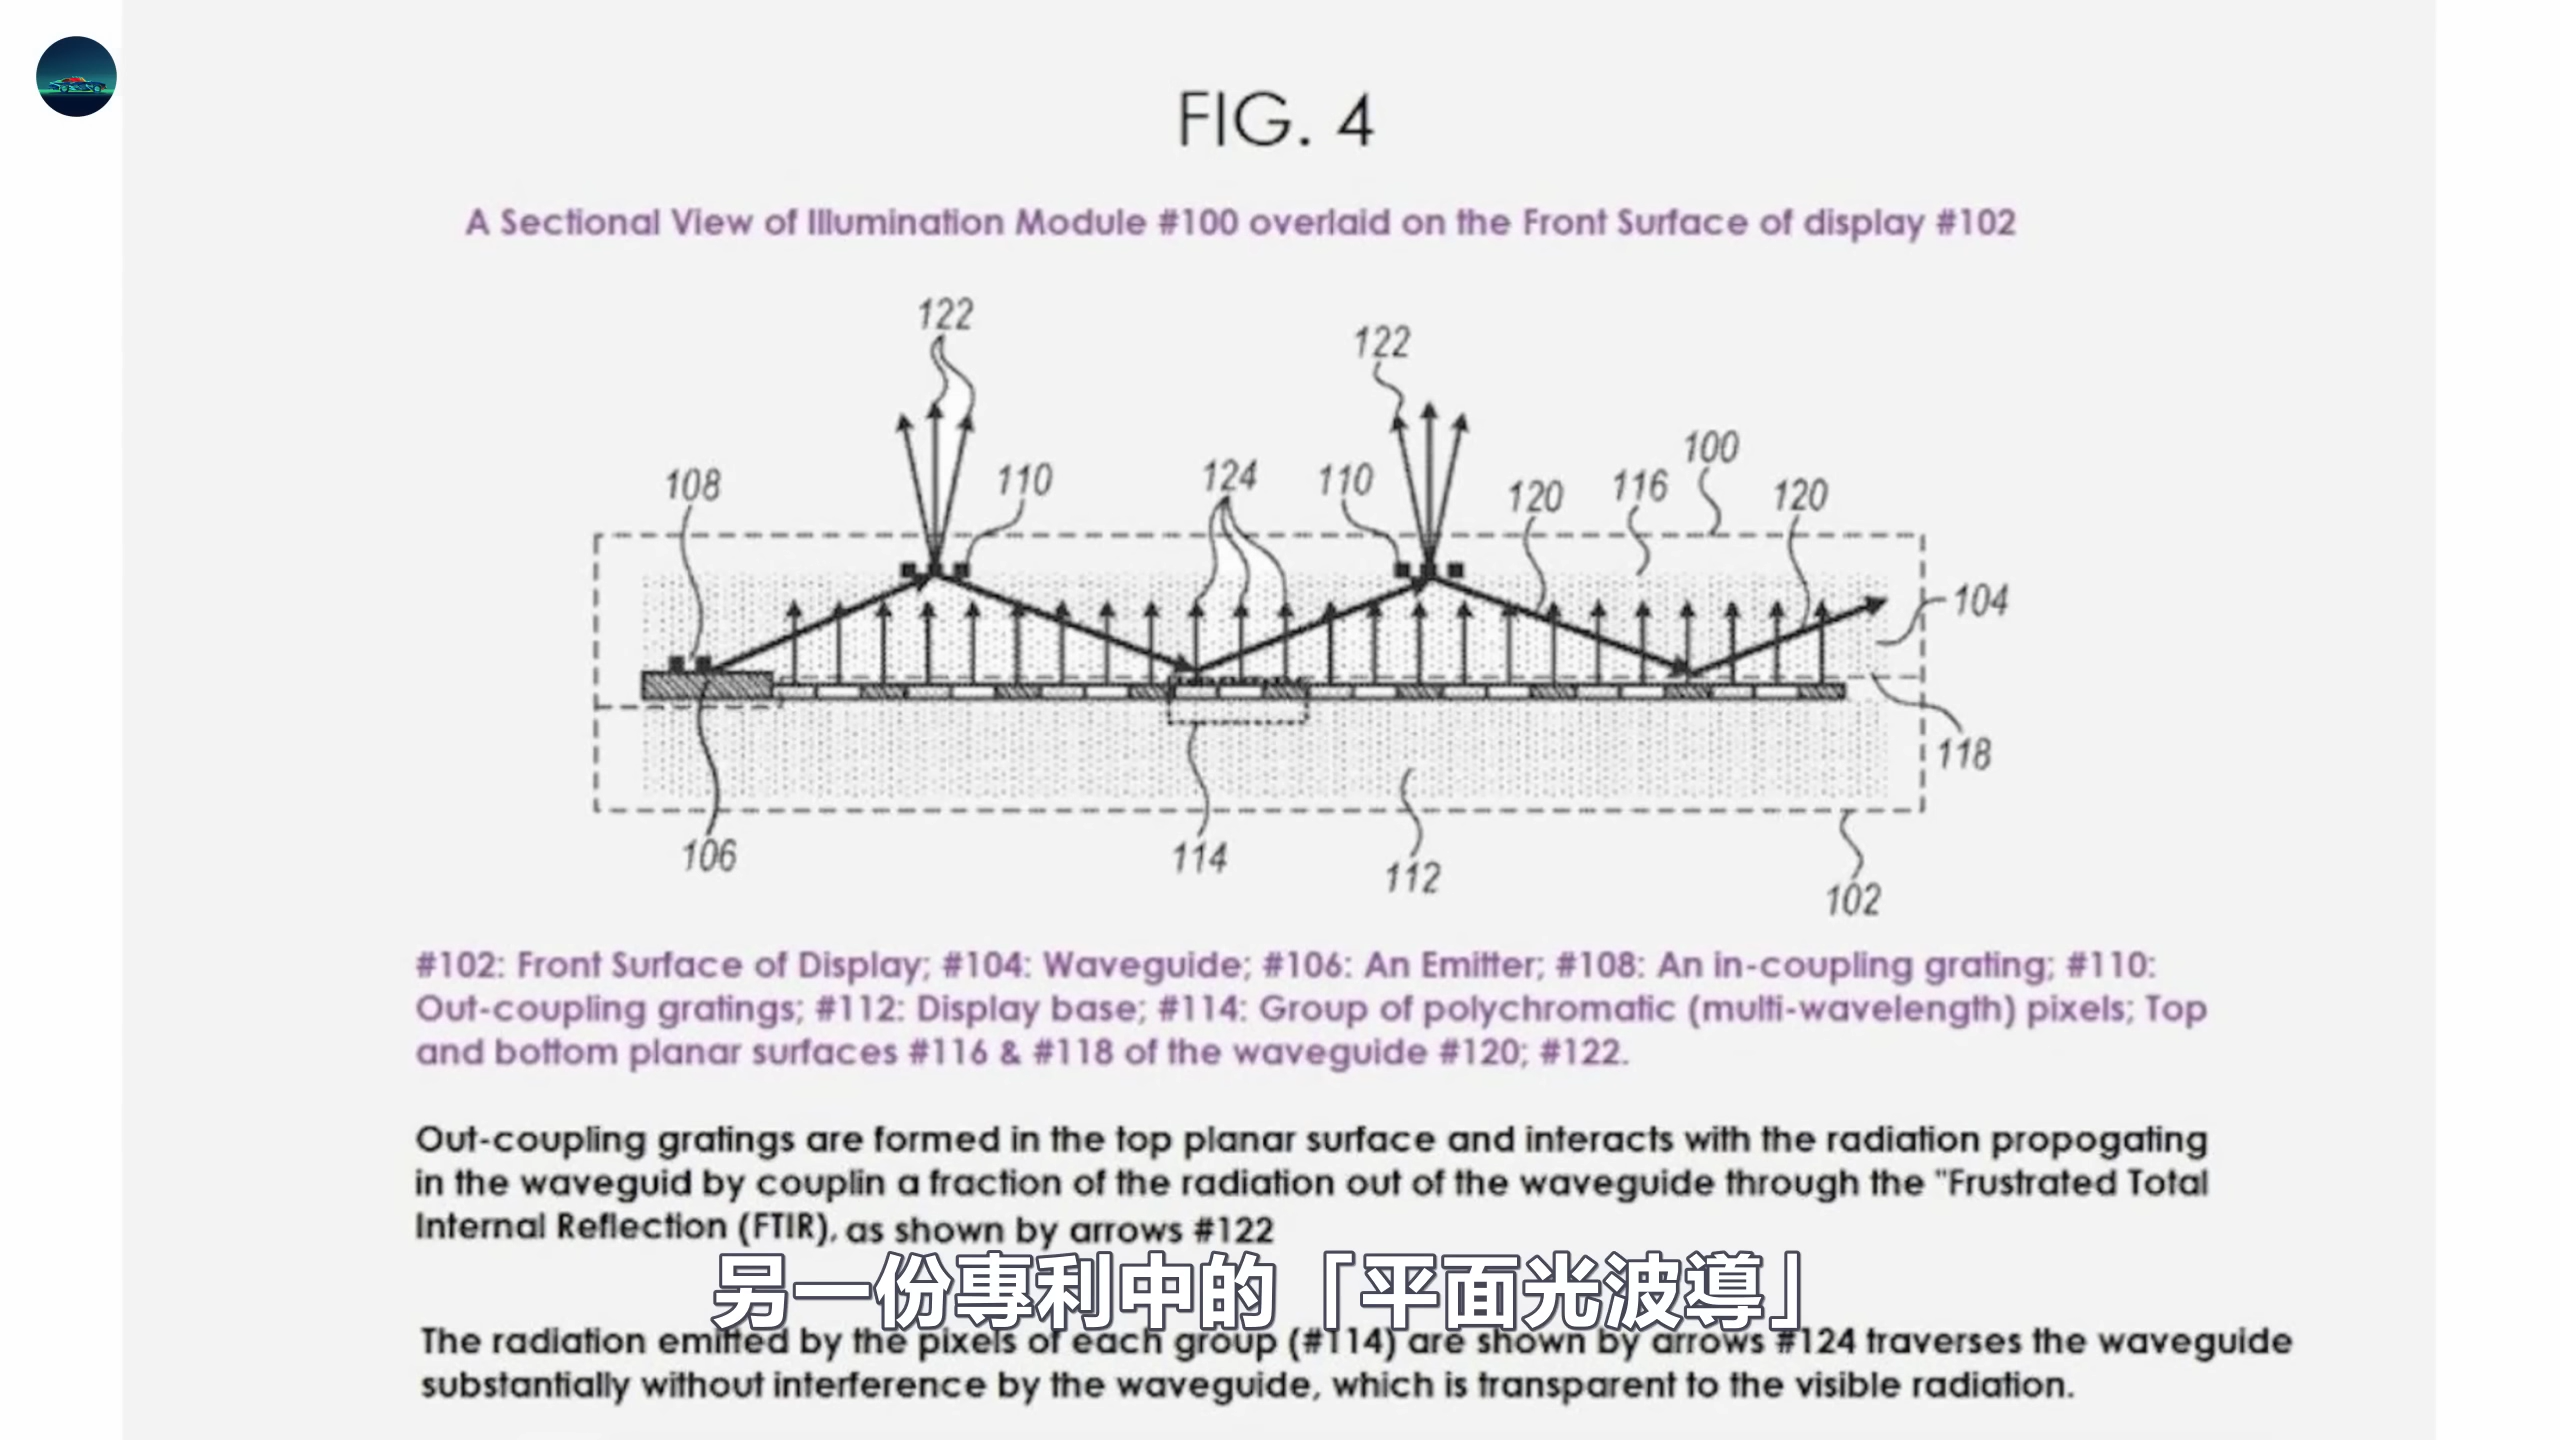 FIG. 4
A Sectional View of Illumination Module #100 overlaid on the Front Surface of display #102
122
122
100
108
110
124
110
120
116
120
104
118
106
114
112
102
#102: Front Surface of Display; #104: Waveguide; #106: An Emitter; #108: An in-coupling grating; #110:
Out-coupling gratings; #112: Display base; #114: Group of polychromatic (multi-wavelength) pixels; Top
and bottom planar surfaces #116 & #118 of the waveguide #120; #122.
Out-coupling gratings are formed in the top planar surface and interacts with the radiation propogating
in the waveguid by couplin a fraction of the radiation out of the waveguide through the "Frustrated Total
Internal Reflection (FTIR), as shown by arrows #122
另一份專利中的「平面光波導」
The radiation emitted by the pixels of each group (#114) are shown by arrows #124 traverses the waveguide
substantially without interference by the waveguide, which is transparent to the visible radiation.